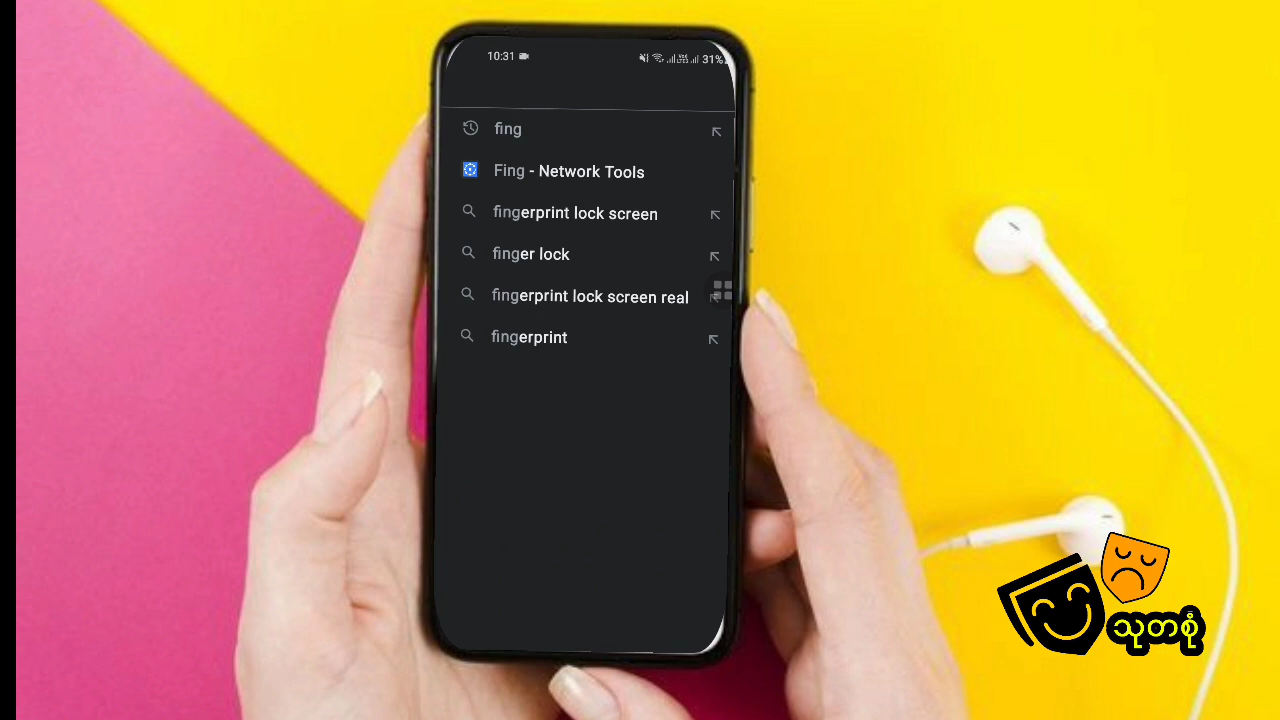 10:31
31%
fing
Fing - Network Tools
fingerprint lock screen
finger lock
fingerprint lock screen real
fingerprint
သုတစုံ